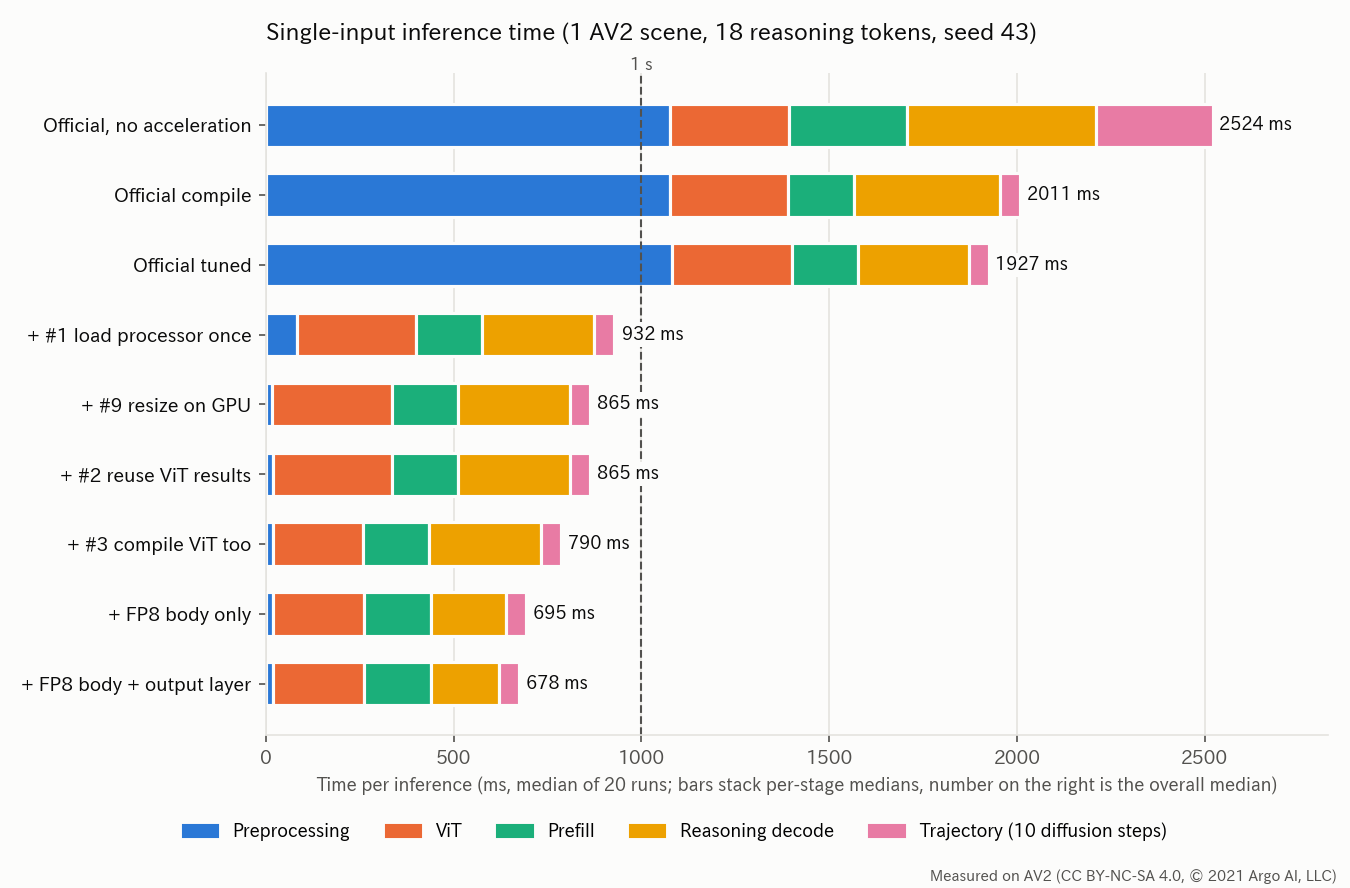 Single-input inference time (1 AV2 scene, 18 reasoning tokens, seed 43)
1 s
Official, no acceleration
2524 ms
Official compile
2011 ms
Official tuned
1927 ms
+ #1 load processor once
932 ms
+ #9 resize on GPU
865 ms
+ #2 reuse ViT results
865 ms
+ #3 compile ViT too
790 ms
+ FP8 body only
695 ms
+ FP8 body + output layer
678 ms
0 500 1000 1500 2000 2500
Time per inference (ms, median of 20 runs; bars stack per-stage medians, number on the right is the overall median)
Preprocessing ViT Prefill Reasoning decode Trajectory (10 diffusion steps)
Measured on AV2 (CC BY-NC-SA 4.0, © 2021 Argo AI, LLC)